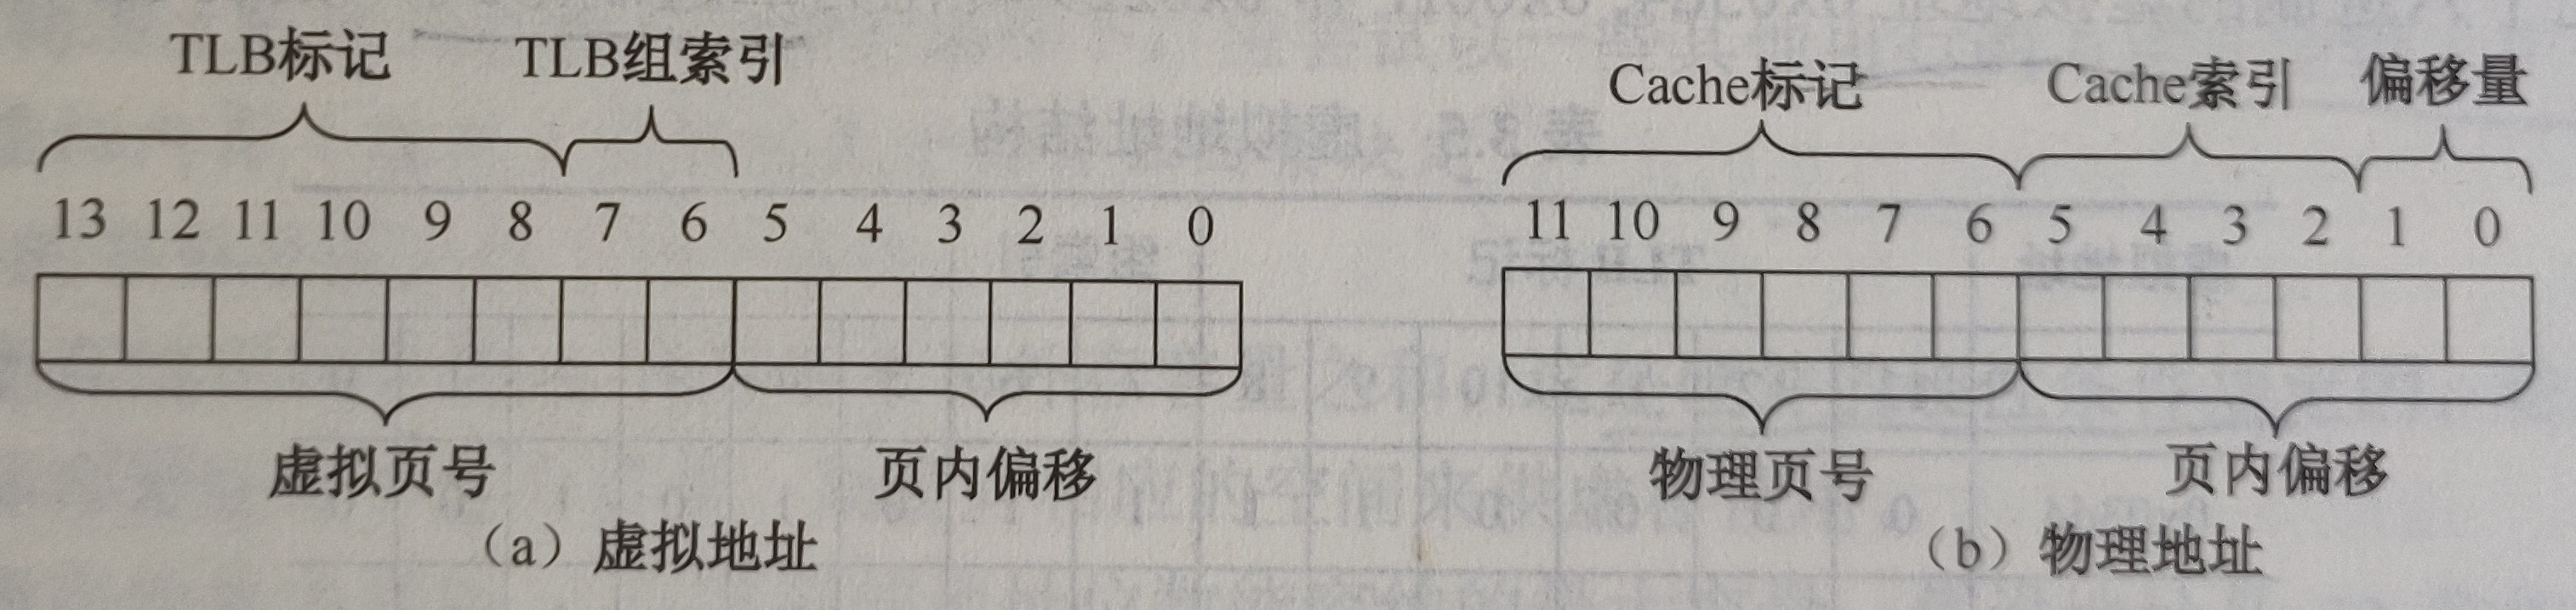 TLB标记 TLB组索引
13 12 11 10 9 8 7 6 5 4 3 2 1 0
虚拟页号 页内偏移
（a）虚拟地址
Cache标记 Cache索引 偏移量
11 10 9 8 7 6 5 4 3 2 1 0
物理页号 页内偏移
（b）物理地址